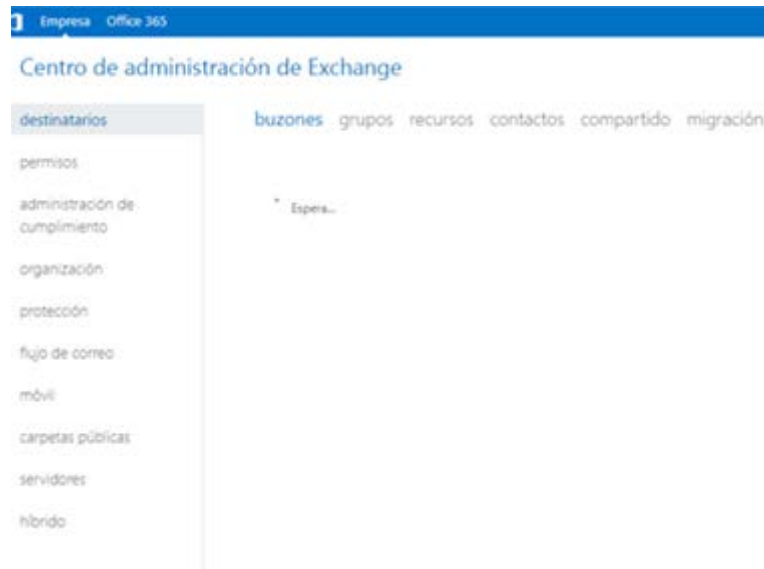 Empresa Office 365
Centro de administración de Exchange
destinatarios
buzones grupos recursos contactos compartido migración
permisos
administración de
cumplimiento
Espera...
organización
protección
flujo de correo
móvil
carpetas públicas
servidores
híbrido